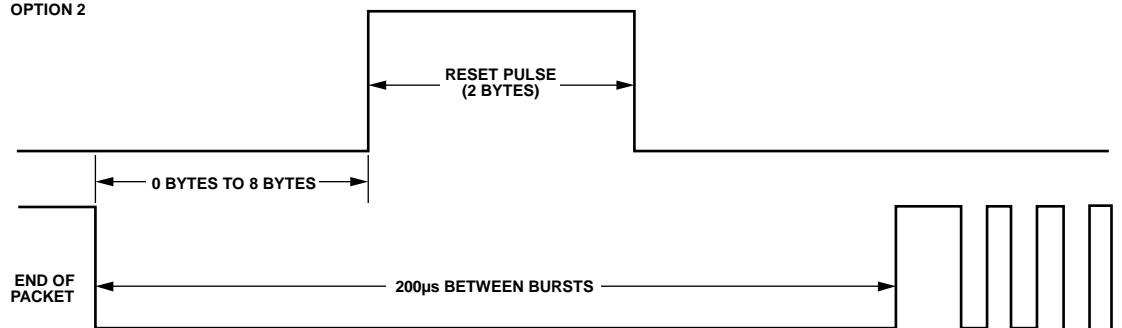 OPTION 2
RESET PULSE
(2 BYTES)
0 BYTES TO 8 BYTES
END OF
PACKET
200µs BETWEEN BURSTS